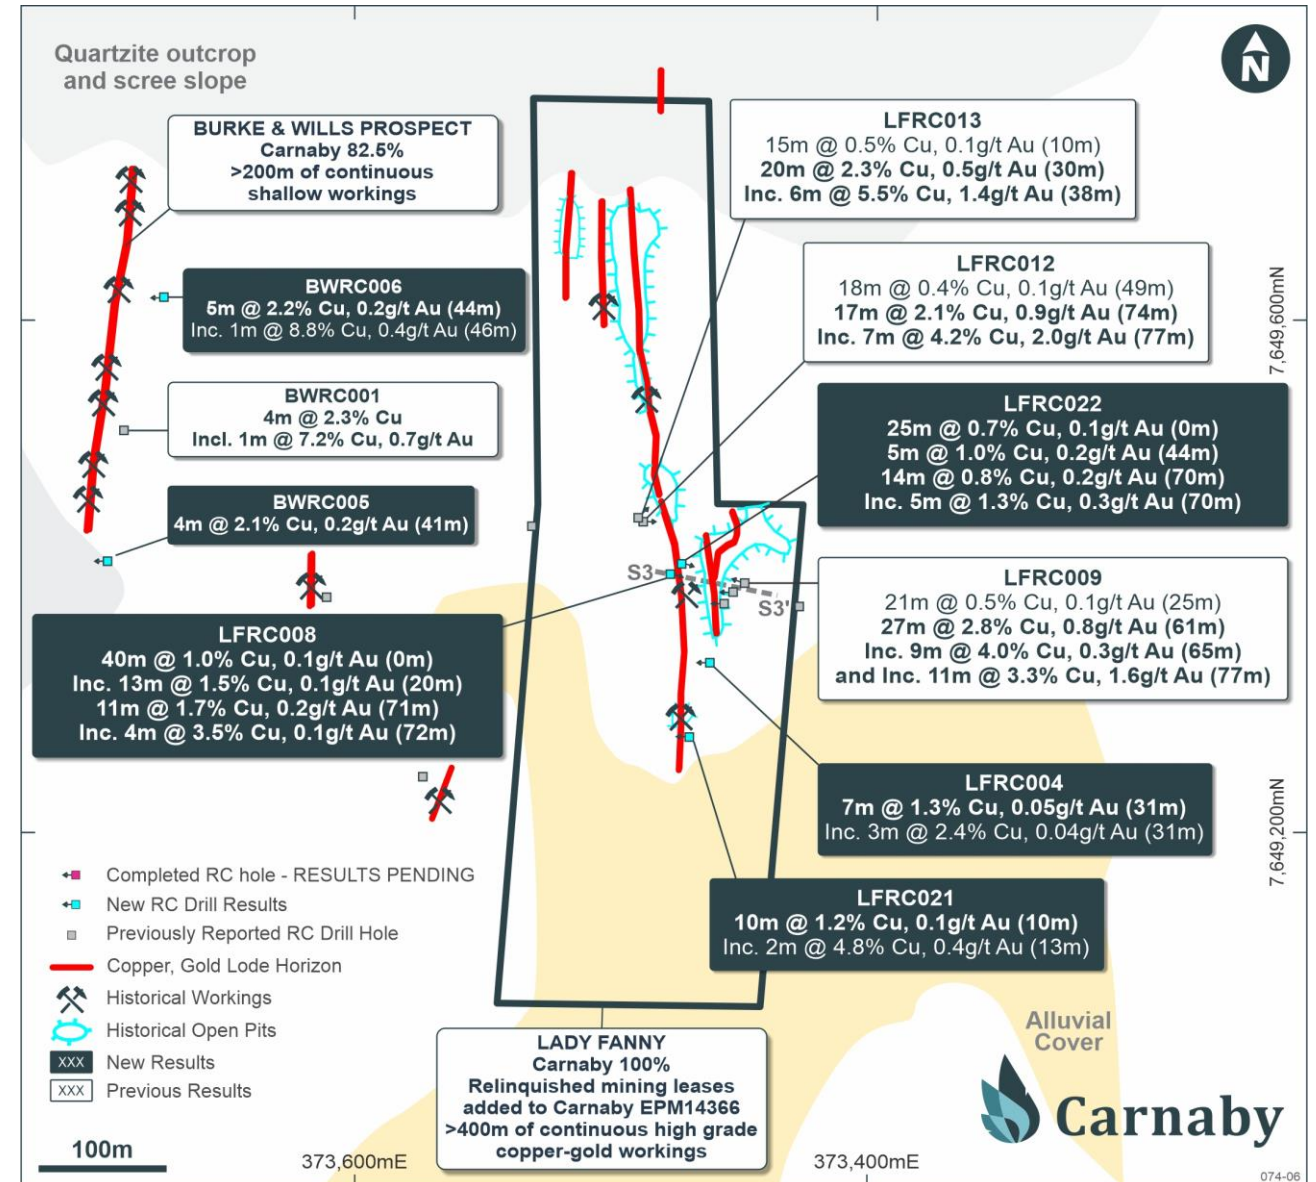 Quartzite outcrop
and scree slope
N
BURKE & WILLS PROSPECT
Carnaby 82.5%
>200m of continuous
shallow workings
LFRC013
15m @ 0.5% Cu, 0.1g/t Au (10m)
20m @ 2.3% Cu, 0.5g/t Au (30m)
Inc. 6m @ 5.5% Cu, 1.4g/t Au (38m)
BWRC006
5m @ 2.2% Cu, 0.2g/t Au (44m)
Inc. 1m @ 8.8% Cu, 0.4g/t Au (46m)
LFRC012
18m @ 0.4% Cu, 0.1g/t Au (49m)
17m @ 2.1% Cu, 0.9g/t Au (74m)
Inc. 7m @ 4.2% Cu, 2.0g/t Au (77m)
7,649,600mN
BWRC001
4m @ 2.3% Cu
Incl. 1m @ 7.2% Cu, 0.7g/t Au
LFRC022
25m @ 0.7% Cu, 0.1g/t Au (0m)
5m @ 1.0% Cu, 0.2g/t Au (44m)
14m @ 0.8% Cu, 0.2g/t Au (70m)
Inc. 5m @ 1.3% Cu, 0.3g/t Au (70m)
BWRC005
4m @ 2.1% Cu, 0.2g/t Au (41m)
S3
S3'
LFRC009
21m @ 0.5% Cu, 0.1g/t Au (25m)
27m @ 2.8% Cu, 0.8g/t Au (61m)
Inc. 9m @ 4.0% Cu, 0.3g/t Au (65m)
and Inc. 11m @ 3.3% Cu, 1.6g/t Au (77m)
LFRC008
40m @ 1.0% Cu, 0.1g/t Au (0m)
Inc. 13m @ 1.5% Cu, 0.1g/t Au (20m)
11m @ 1.7% Cu, 0.2g/t Au (71m)
Inc. 4m @ 3.5% Cu, 0.1g/t Au (72m)
LFRC004
7m @ 1.3% Cu, 0.05g/t Au (31m)
Inc. 3m @ 2.4% Cu, 0.04g/t Au (31m)
7,649,200mN
LFRC021
10m @ 1.2% Cu, 0.1g/t Au (10m)
Inc. 2m @ 4.8% Cu, 0.4g/t Au (13m)
Completed RC hole - RESULTS PENDING
New RC Drill Results
Previously Reported RC Drill Hole
Copper, Gold Lode Horizon
Historical Workings
Historical Open Pits
XXX New Results
XXX Previous Results
100m
LADY FANNY
Carnaby 100%
Relinquished mining leases
added to Carnaby EPM14366
>400m of continuous high grade
copper-gold workings
Alluvial
Cover
Carnaby
373,600mE
373,400mE
074-06